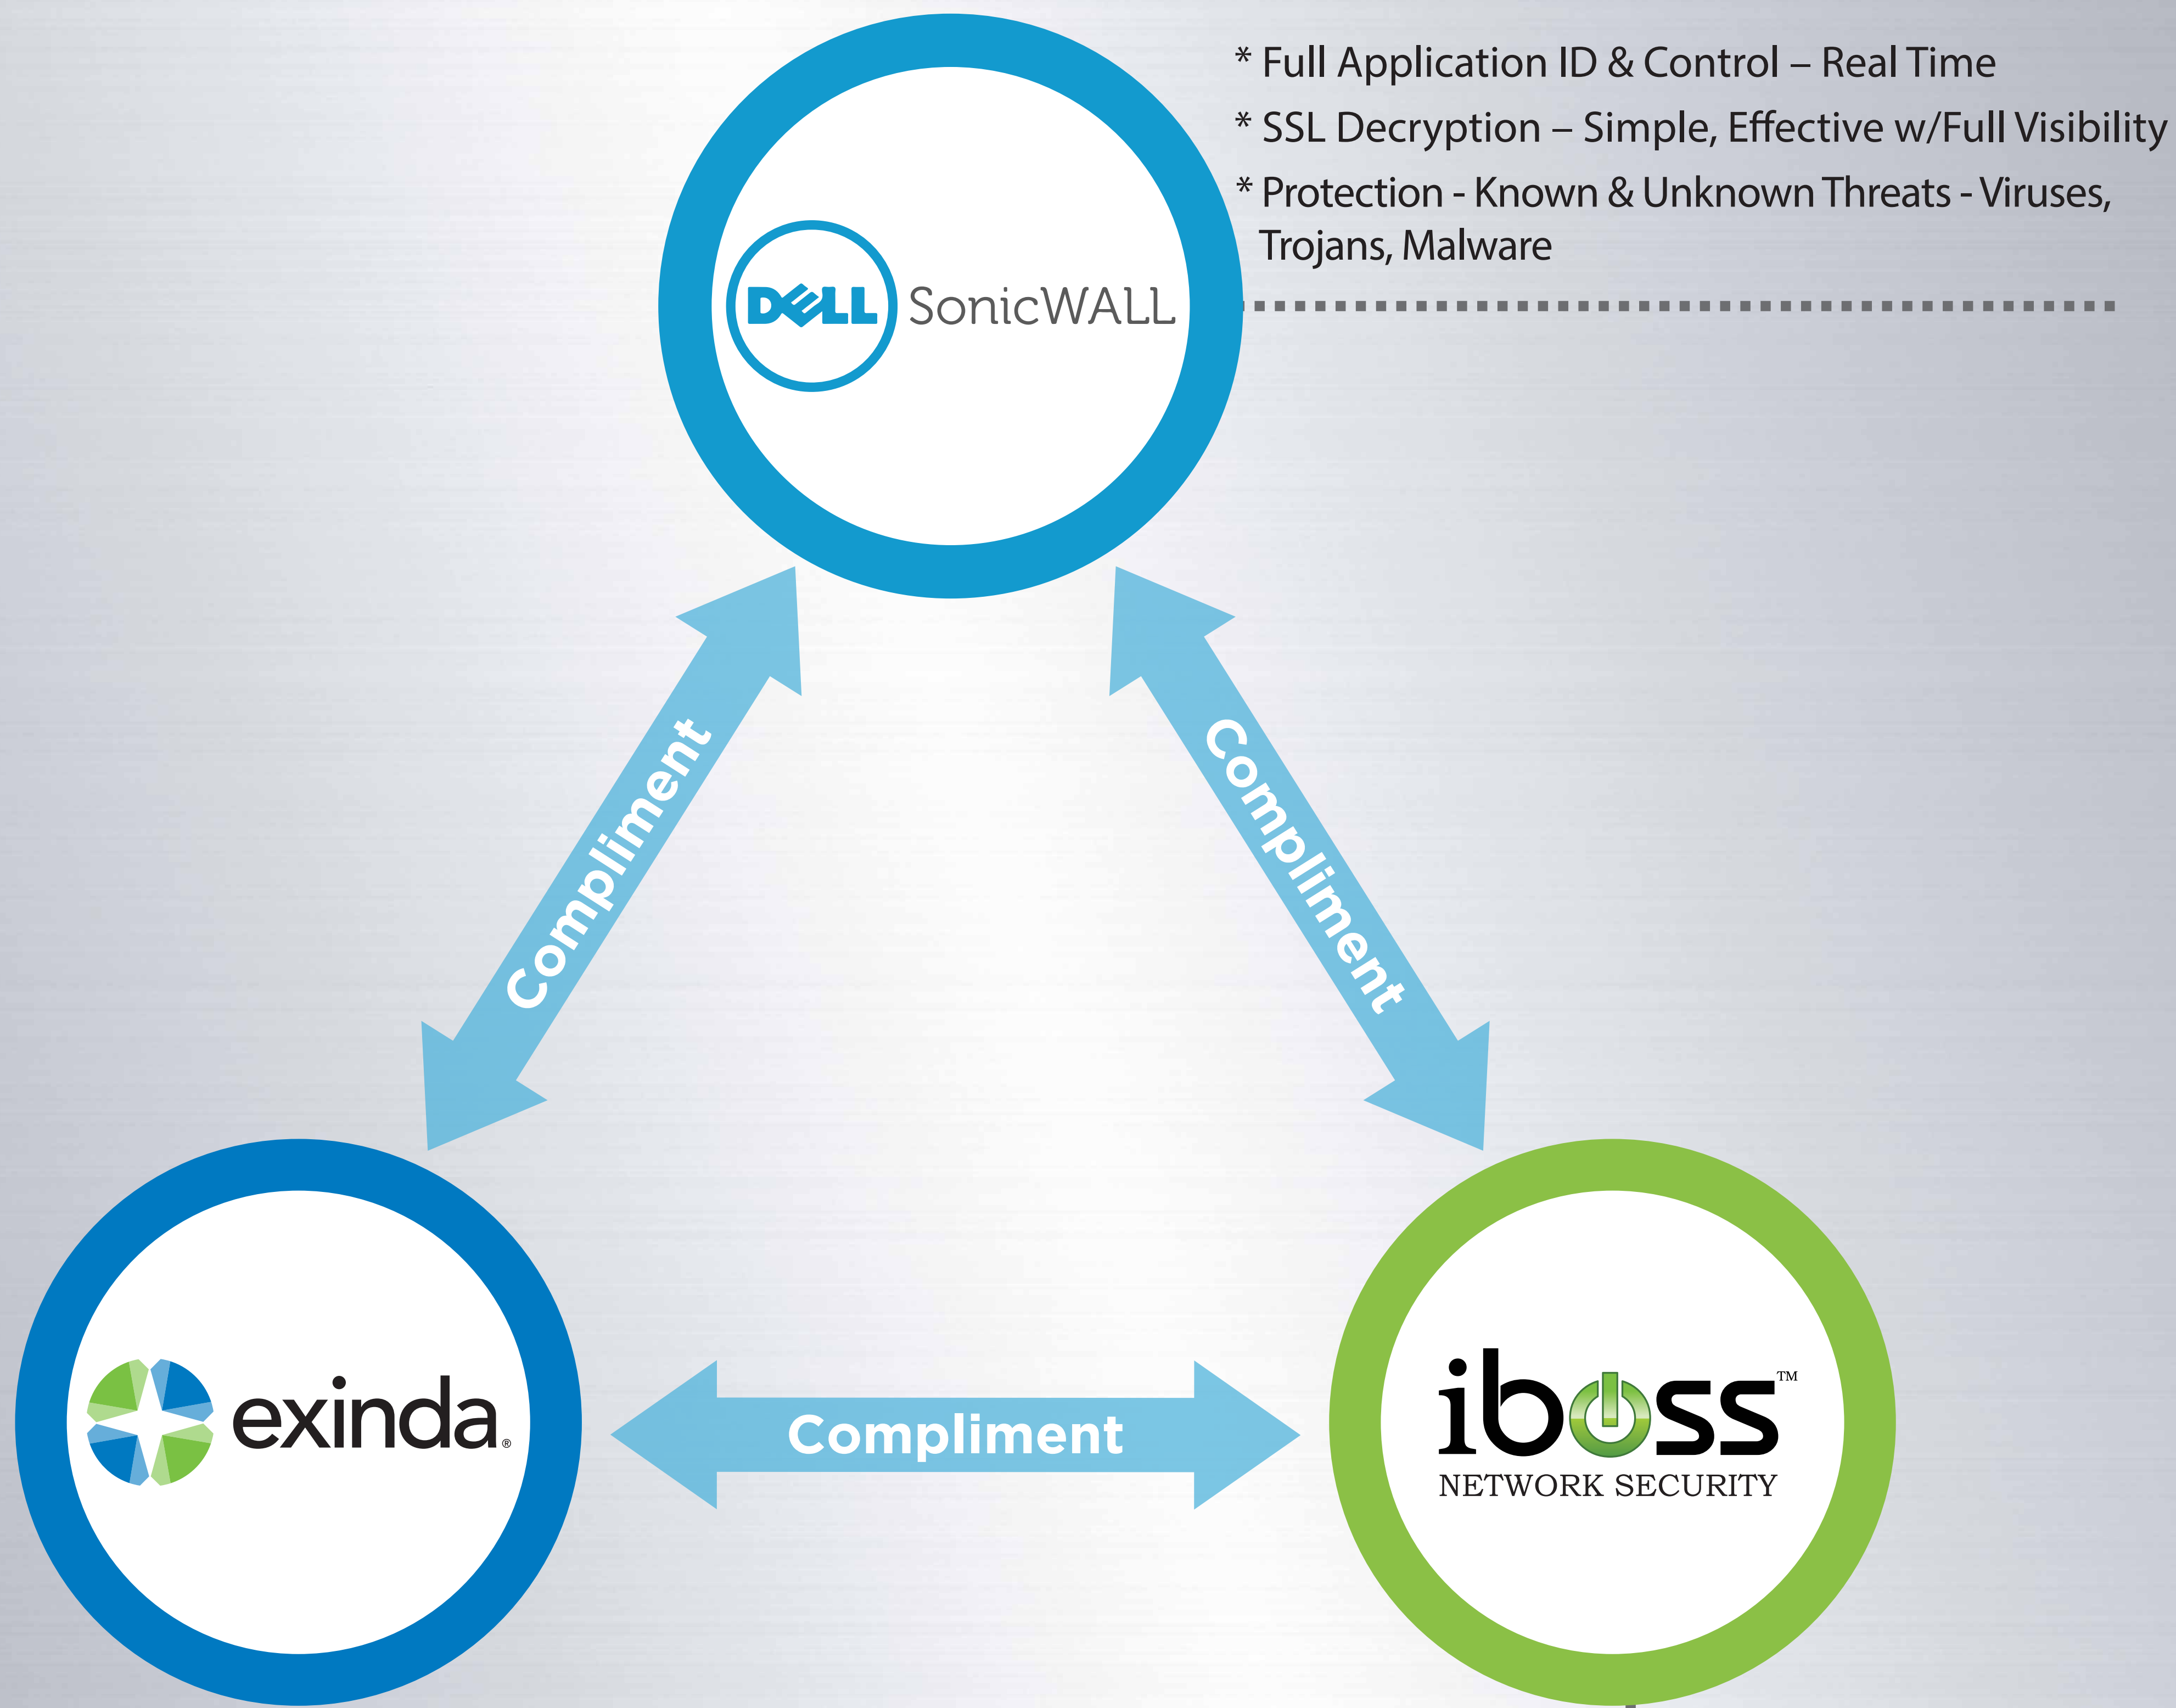 * Full Application ID & Control – Real Time
* SSL Decryption – Simple, Effective w/Full Visibility
* Protection - Known & Unknown Threats - Viruses,
Trojans, Malware
DELL SonicWALL
Compliment
Compliment
exinda®
Compliment
iboss™
NETWORK SECURITY